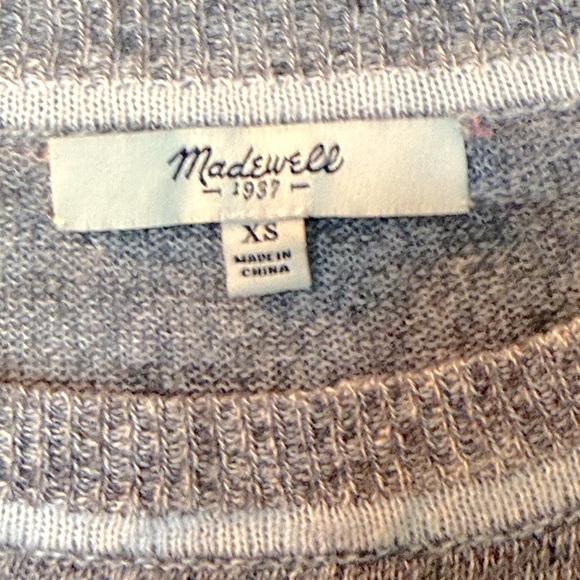 Madewell
— 1937 —
XS
MADE IN
CHINA